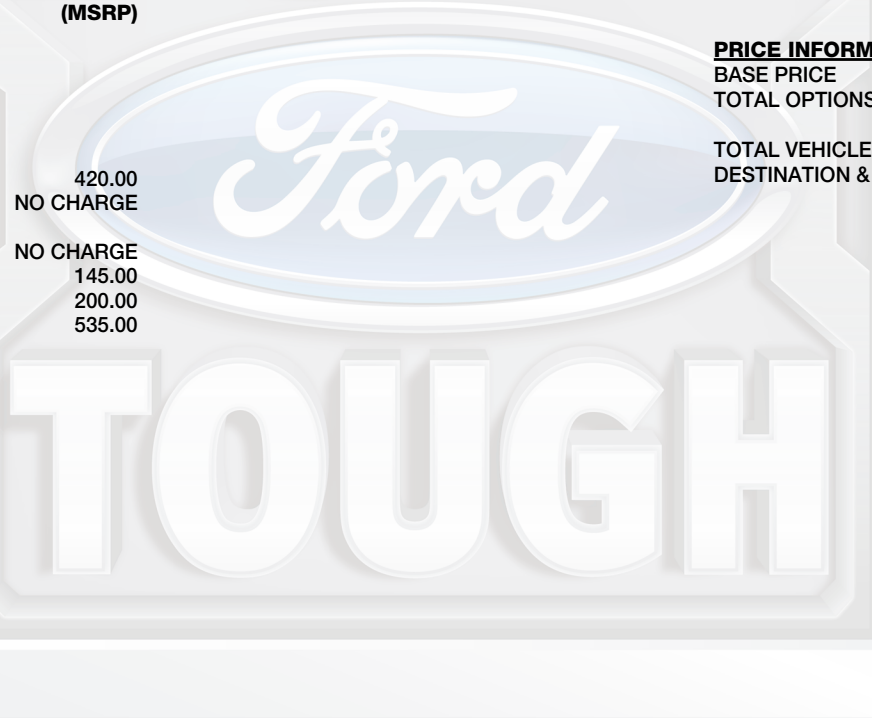 (MSRP)
420.00
NO CHARGE
NO CHARGE
145.00
200.00
535.00
PRICE INFORM
BASE PRICE
TOTAL OPTIONS
TOTAL VEHICLE
DESTINATION &
Ford
TOUGH